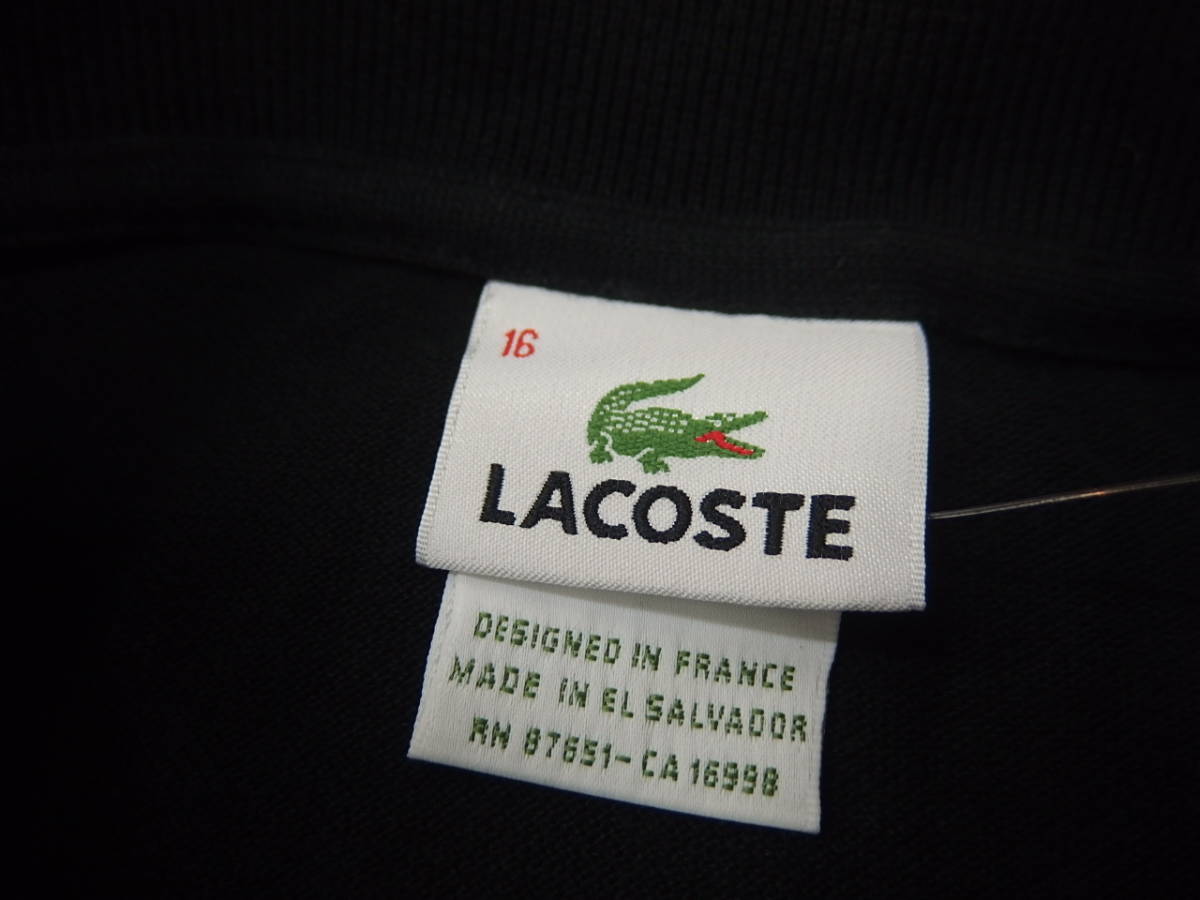 16
LACOSTE
DESIGNED IN FRANCE
MADE IN EL SALVADOR
RN 87651-CA 16998